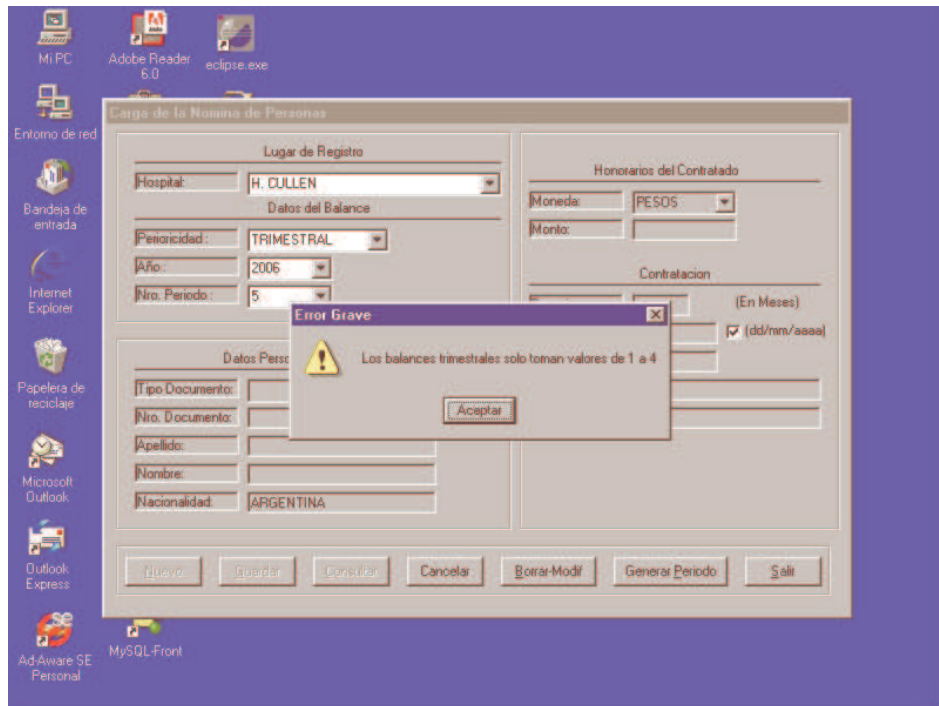 Mi PC
Adobe Reader
6.0
eclipse.exe
Entorno de red
Bandeja de
entrada
Internet
Explorer
Papelera de
reciclaje
Microsoft
Outlook
Outlook
Express
Ad-Aware SE
Personal
MySQL-Front
Carga de la Nomina de Personas
Lugar de Registro
Hospital:
H. CULLEN
Datos del Balance
Perioricidad :
TRIMESTRAL
Año :
2006
Nro. Periodo :
5
Honorarios del Contratado
Moneda:
PESOS
Monto:
Contratacion
(En Meses)
(dd/mm/aaaa)
Datos Perso
Tipo Documento:
Nro. Documento:
Apellido:
Nombre:
Nacionalidad:
ARGENTINA
Error Grave
Los balances trimestrales solo toman valores de 1 a 4
Aceptar
Nuevo
Guardar
Consultar
Cancelar
Borrar-Modif
Generar Periodo
Salir